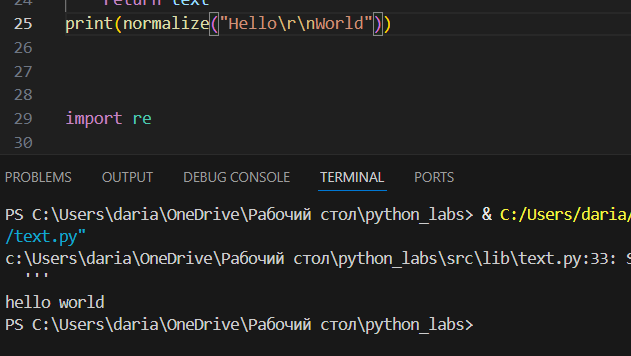 24 return text
25 print(normalize("Hello\r\nWorld"))
26
27
28
29 import re
30
PROBLEMS OUTPUT DEBUG CONSOLE TERMINAL PORTS
PS C:\Users\daria\OneDrive\Рабочий стол\python_labs> & C:/Users/daria/
/text.py"
c:\Users\daria\OneDrive\Рабочий стол\python_labs\src\lib\text.py:33: S
'''
hello world
PS C:\Users\daria\OneDrive\Рабочий стол\python_labs>